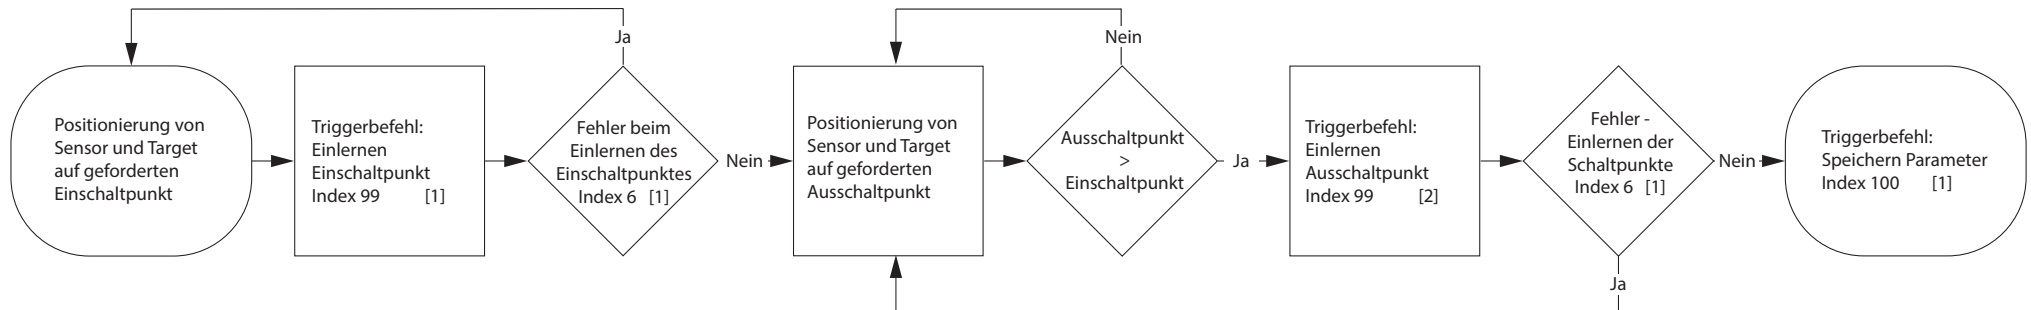 Positionierung von
Sensor und Target
auf geforderten
Einschaltpunkt
Triggerbefehl:
Einlernen
Einschaltpunkt
Index 99 [1]
Ja
Fehler beim
Einlernen des
Einschaltpunktes
Index 6 [1]
Nein
Positionierung von
Sensor und Target
auf geforderten
Ausschaltpunkt
Nein
Ausschaltpunkt
>
Einschaltpunkt
Ja
Triggerbefehl:
Einlernen
Ausschaltpunkt
Index 99 [2]
Fehler -
Einlernen der
Schaltpunkte
Index 6 [1]
Ja
Nein
Triggerbefehl:
Speichern Parameter
Index 100 [1]